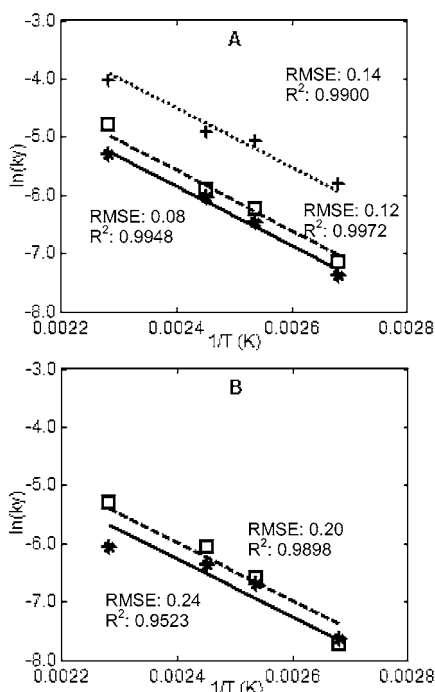 -3.0
A
-4.0
RMSE: 0.14
R²: 0.9900
-5.0
ln(ky)
-6.0
RMSE: 0.08
R²: 0.9948
RMSE: 0.12
R²: 0.9972
-7.0
-8.0
0.0022 0.0024 0.0026 0.0028
1/T (K)
-3.0
B
-4.0
-5.0
ln(ky)
RMSE: 0.20
R²: 0.9898
-6.0
-7.0
RMSE: 0.24
R²: 0.9523
-8.0
0.0022 0.0024 0.0026 0.0028
1/T (K)